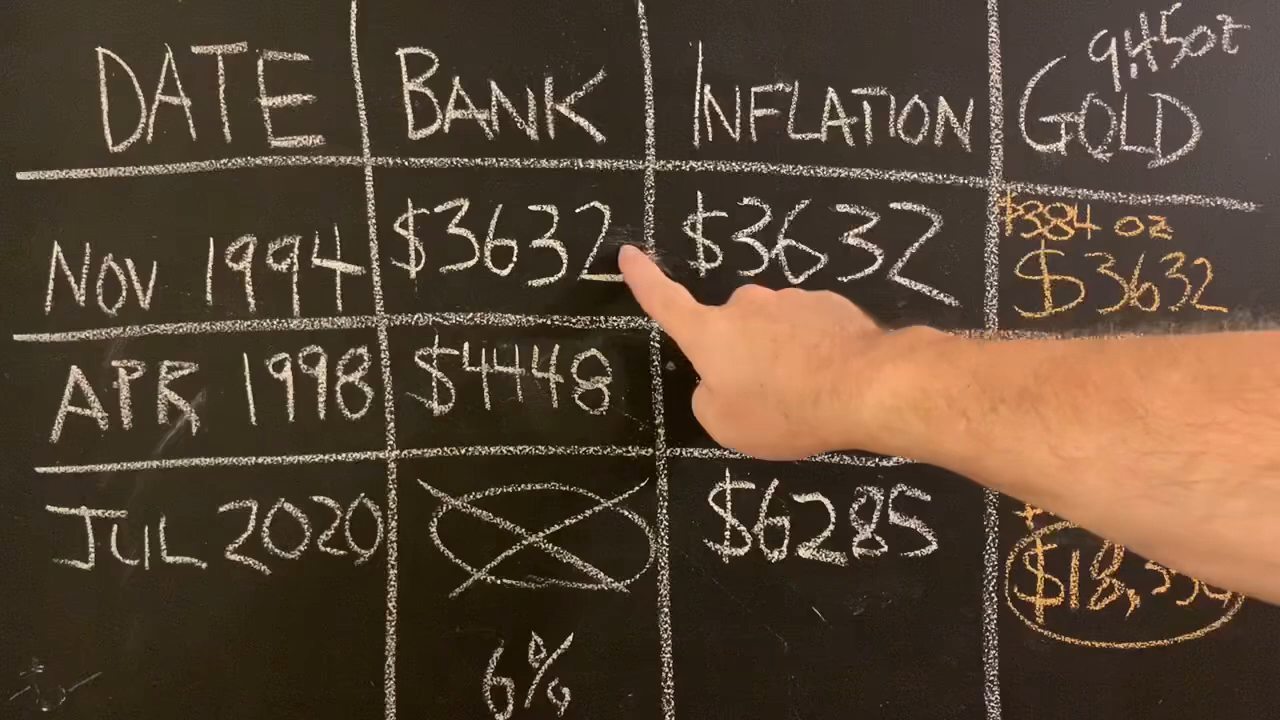 DATE
BANK
INFLATION
9.45oz
GOLD
NOV 1994
$3632
$3632
$384 oz
$3632
APR 1998
$4448
JUL 2020
$6285
6%